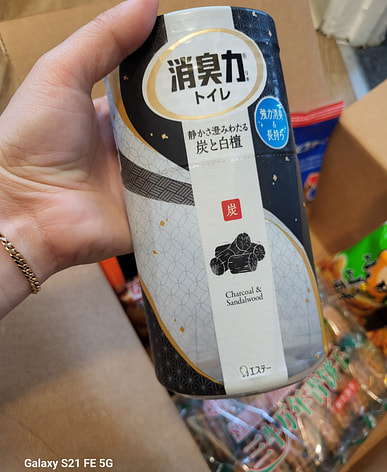 消臭力
トイレ
静かさ澄みわたる
炭と白檀
強力消臭
&
長持ち
炭
Charcoal &
Sandalwood
エステー
Galaxy S21 FE 5G